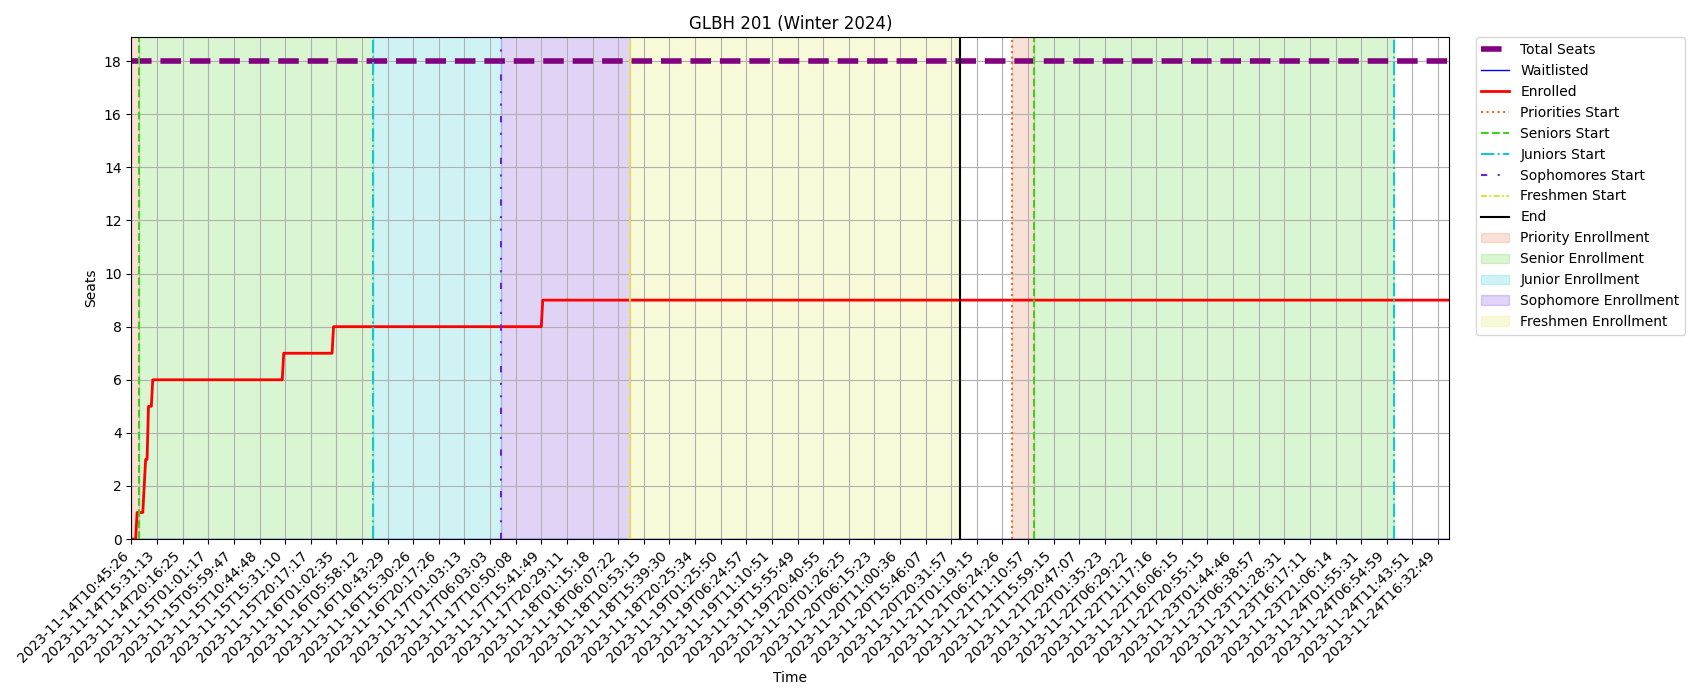 GLBH 201 (Winter 2024)
Seats
18
16
14
12
10
8
6
4
2
0
2023-11-14T10:45:26
2023-11-14T15:31:13
2023-11-14T20:16:25
2023-11-15T01:01:17
2023-11-15T05:59:47
2023-11-15T10:44:48
2023-11-15T15:31:10
2023-11-15T20:17:17
2023-11-16T01:02:35
2023-11-16T05:58:12
2023-11-16T10:43:29
2023-11-16T15:30:26
2023-11-16T20:17:26
2023-11-17T01:03:13
2023-11-17T06:03:03
2023-11-17T10:50:08
2023-11-17T15:41:49
2023-11-17T20:29:11
2023-11-18T01:15:18
2023-11-18T06:07:22
2023-11-18T10:53:15
2023-11-18T15:39:30
2023-11-18T20:25:34
2023-11-19T01:25:50
2023-11-19T06:24:57
2023-11-19T11:10:51
2023-11-19T15:55:49
2023-11-19T20:40:55
2023-11-20T01:26:25
2023-11-20T06:15:23
2023-11-20T11:00:36
2023-11-20T15:46:07
2023-11-20T20:31:57
2023-11-21T01:19:15
2023-11-21T06:24:26
2023-11-21T11:10:57
2023-11-21T15:59:15
2023-11-21T20:47:07
2023-11-22T01:35:23
2023-11-22T06:29:22
2023-11-22T11:17:16
2023-11-22T16:06:15
2023-11-22T20:55:15
2023-11-23T01:44:46
2023-11-23T06:38:57
2023-11-23T11:28:31
2023-11-23T16:17:11
2023-11-23T21:06:14
2023-11-24T01:55:31
2023-11-24T06:54:59
2023-11-24T11:43:51
2023-11-24T16:32:49
Time
Total Seats
Waitlisted
Enrolled
Priorities Start
Seniors Start
Juniors Start
Sophomores Start
Freshmen Start
End
Priority Enrollment
Senior Enrollment
Junior Enrollment
Sophomore Enrollment
Freshmen Enrollment